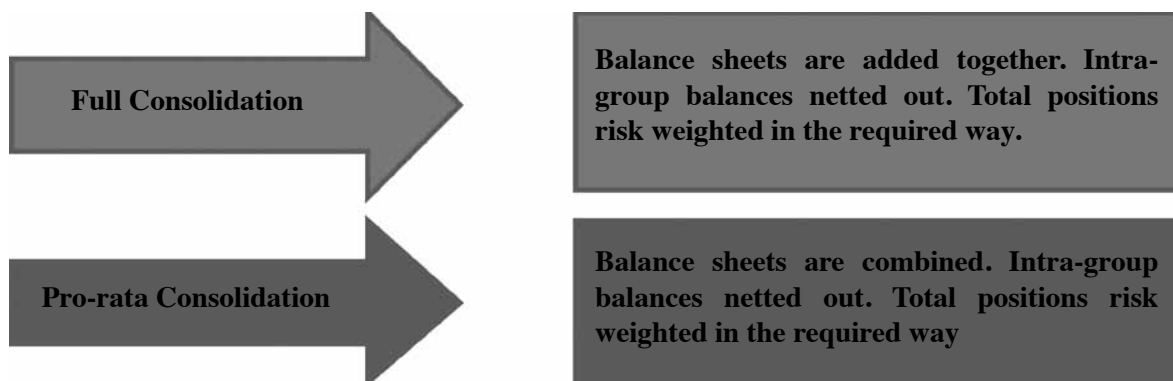 Full Consolidation
Balance sheets are added together. Intra-
group balances netted out. Total positions
risk weighted in the required way.
Pro-rata Consolidation
Balance sheets are combined. Intra-group
balances netted out. Total positions risk
weighted in the required way